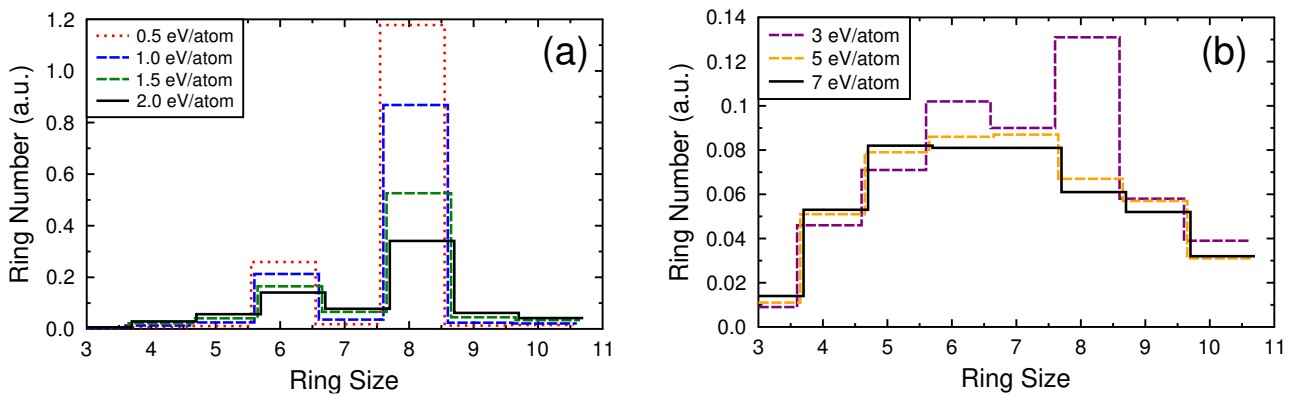 (a)
0.5 eV/atom
1.0 eV/atom
1.5 eV/atom
2.0 eV/atom
Ring Number (a.u.)
1.2
1.0
0.8
0.6
0.4
0.2
0.0
3 4 5 6 7 8 9 10 11
Ring Size
(b)
3 eV/atom
5 eV/atom
7 eV/atom
Ring Number (a.u.)
0.14
0.12
0.1
0.08
0.06
0.04
0.02
0.0
3 4 5 6 7 8 9 10 11
Ring Size